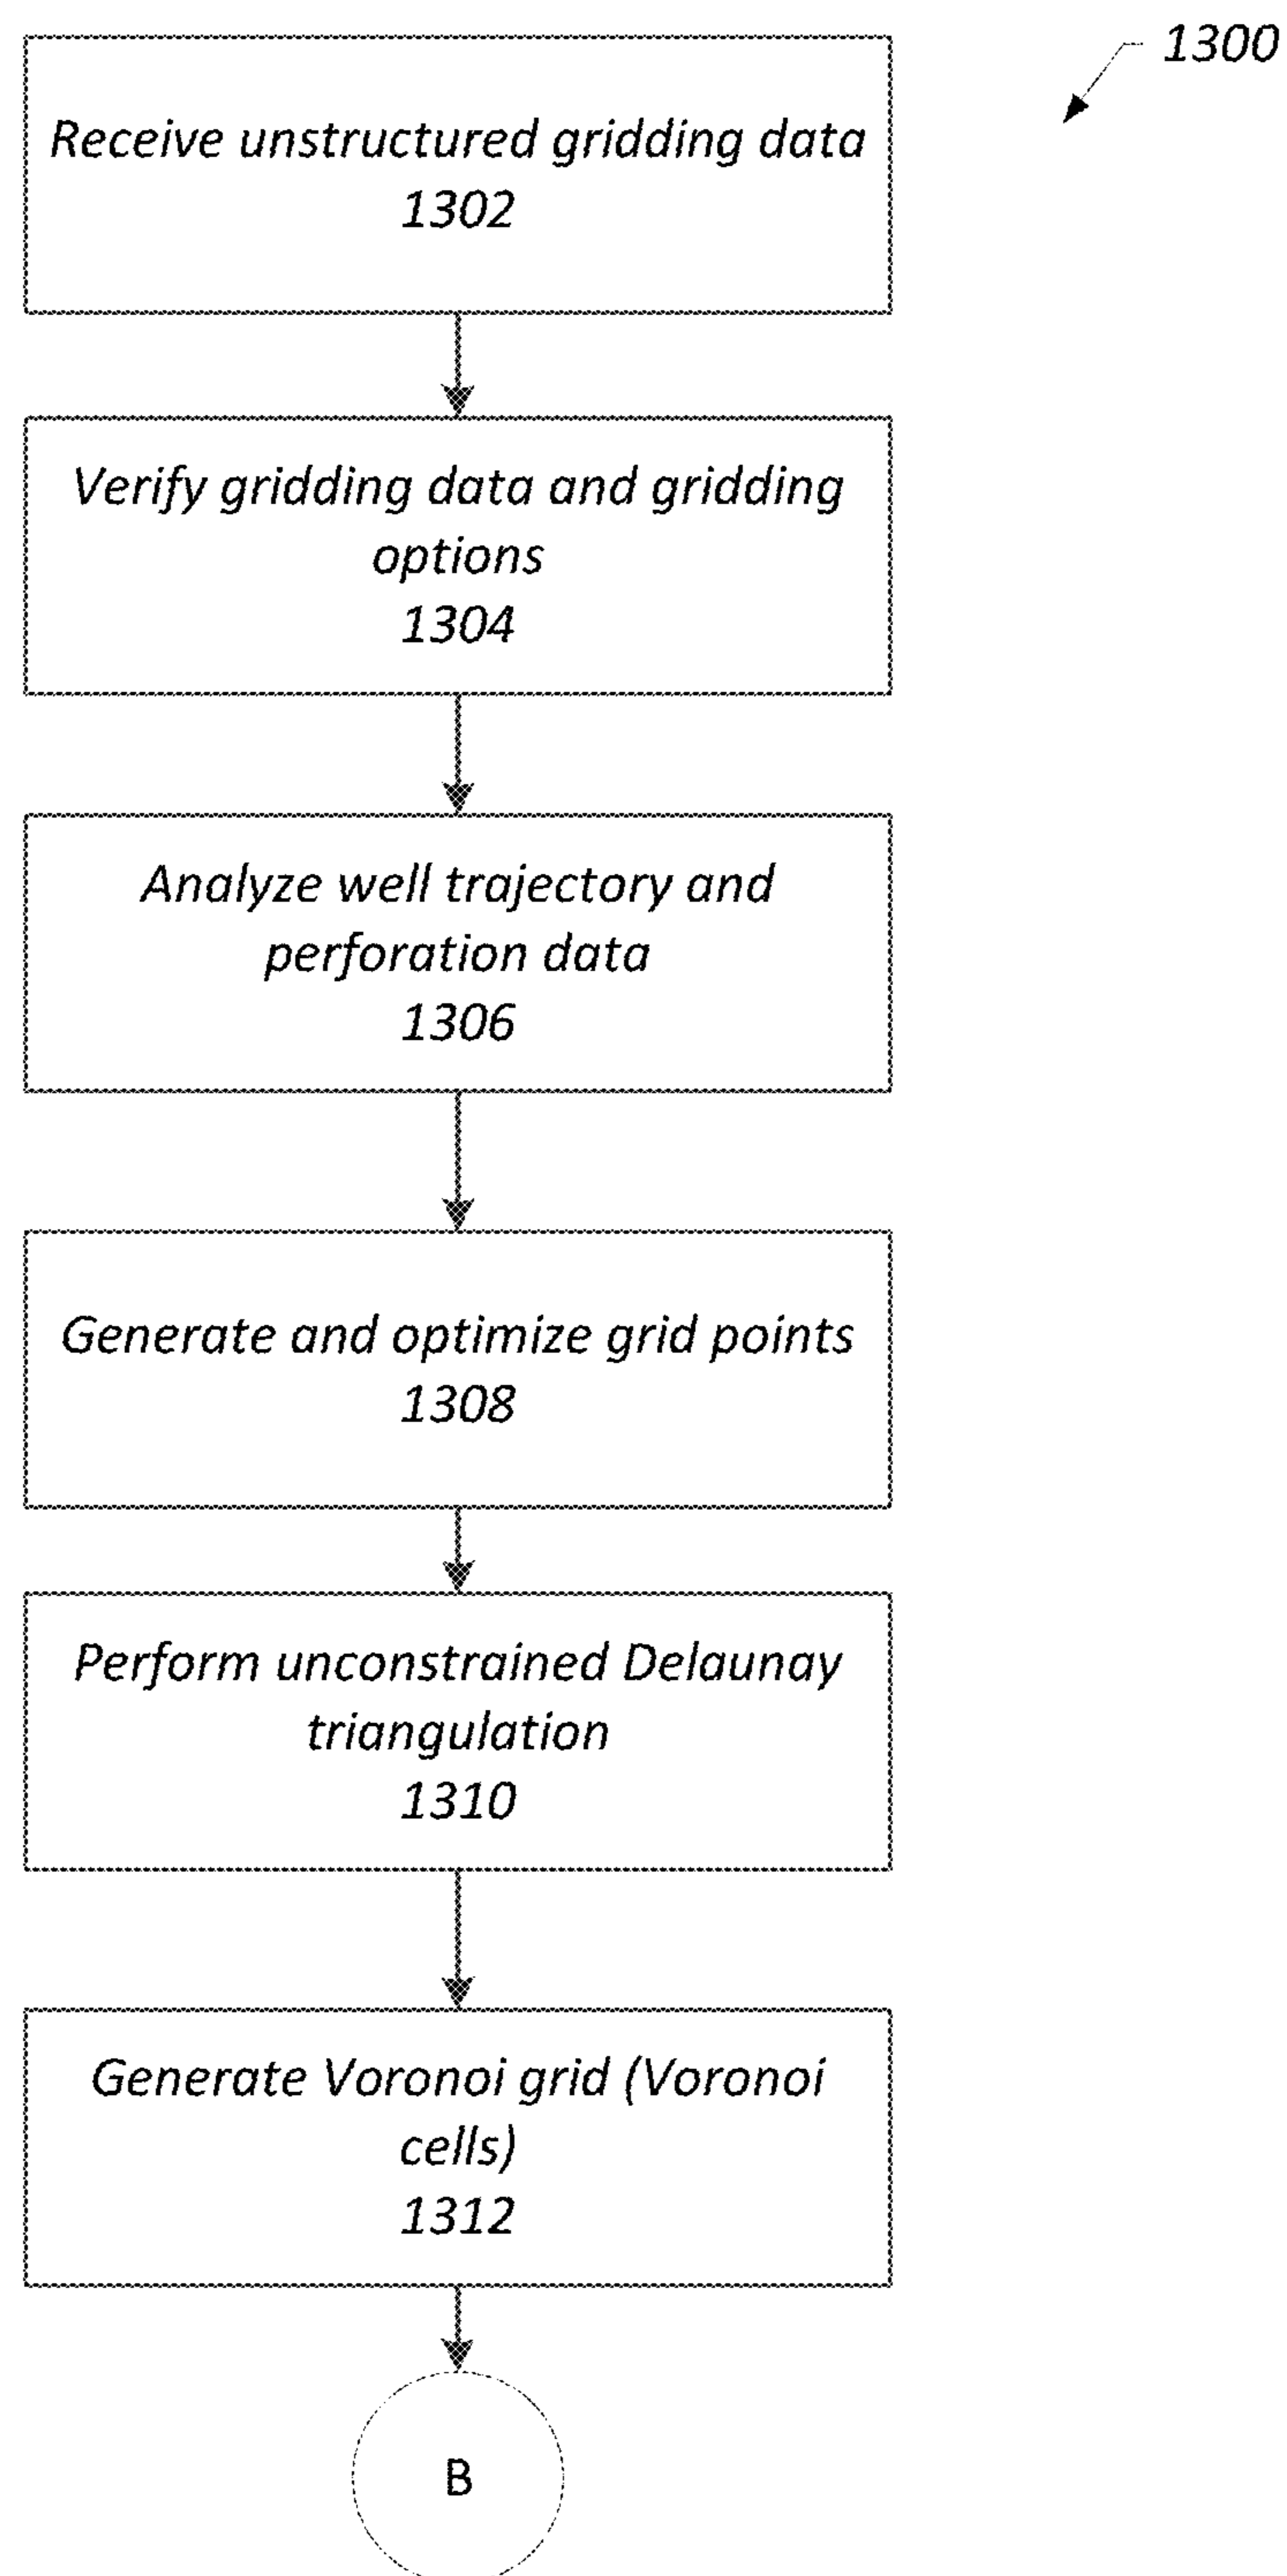 1300
Receive unstructured gridding data
1302
Verify gridding data and gridding
options
1304
Analyze well trajectory and
perforation data
1306
Generate and optimize grid points
1308
Perform unconstrained Delaunay
triangulation
1310
Generate Voronoi grid (Voronoi
cells)
1312
B